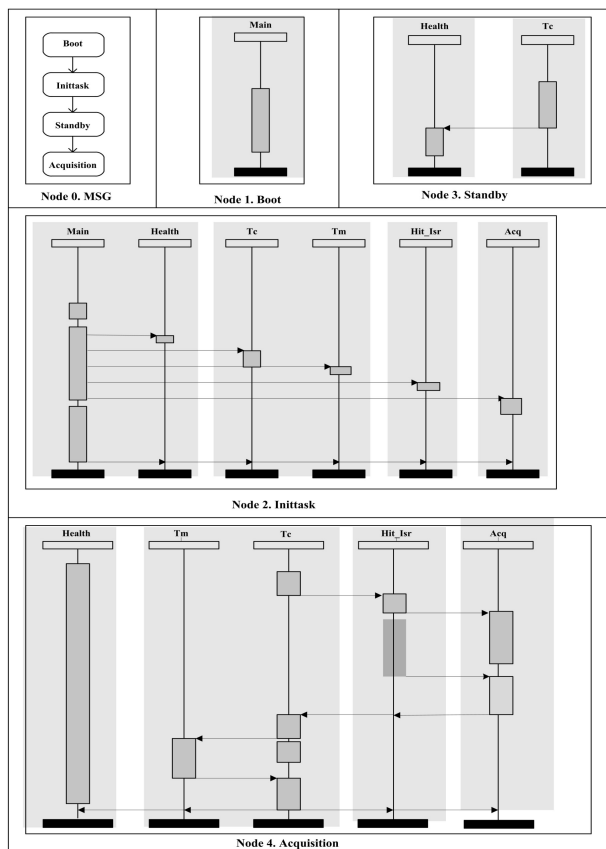 Boot
Inittask
Standby
Acquisition
Node 0. MSG
Main
Node 1. Boot
Health Tc
Node 3. Standby
Main Health Tc Tm Hit_Isr Acq
Node 2. Inittask
Health Tm Tc Hit_Isr Acq
Node 4. Acquisition